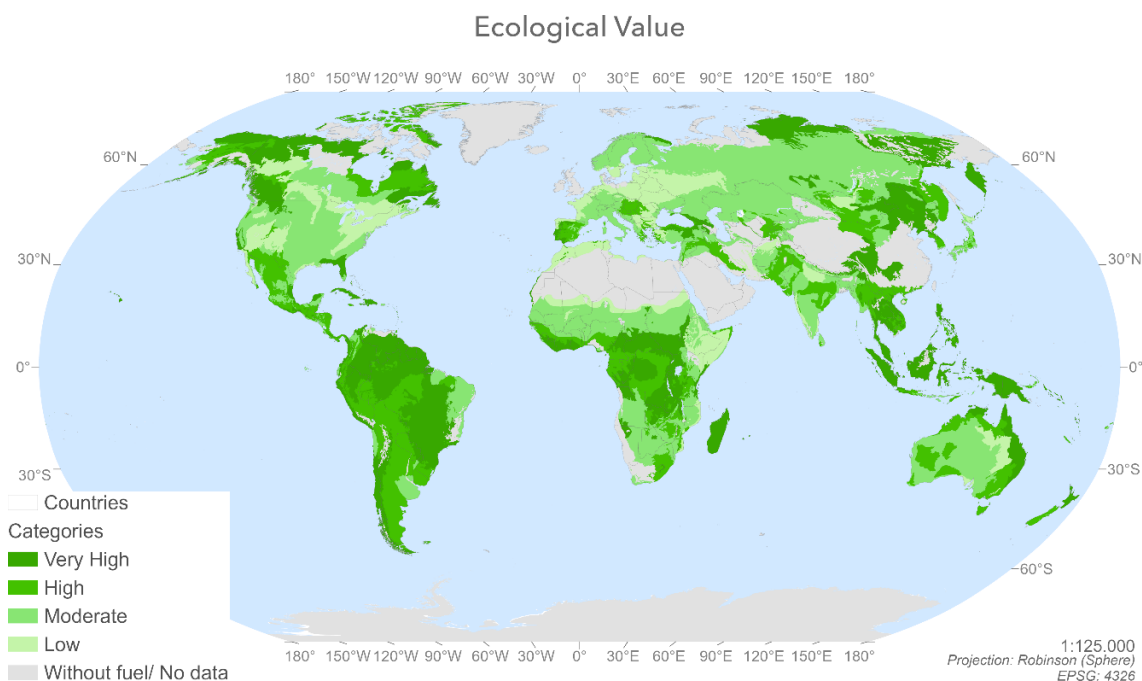 Ecological Value
180° 150°W 120°W 90°W 60°W 30°W 0° 30°E 60°E 90°E 120°E 150°E 180°
60°N 60°N
30°N 30°N
0° 0°
30°S 30°S
Countries
Categories
Very High
High
60°S
Moderate
Low
Without fuel/ No data
180° 150°W 120°W 90°W 60°W 30°W 0° 30°E 60°E 90°E 120°E 150°E 180°
1:125.000
Projection: Robinson (Sphere)
EPSG: 4326